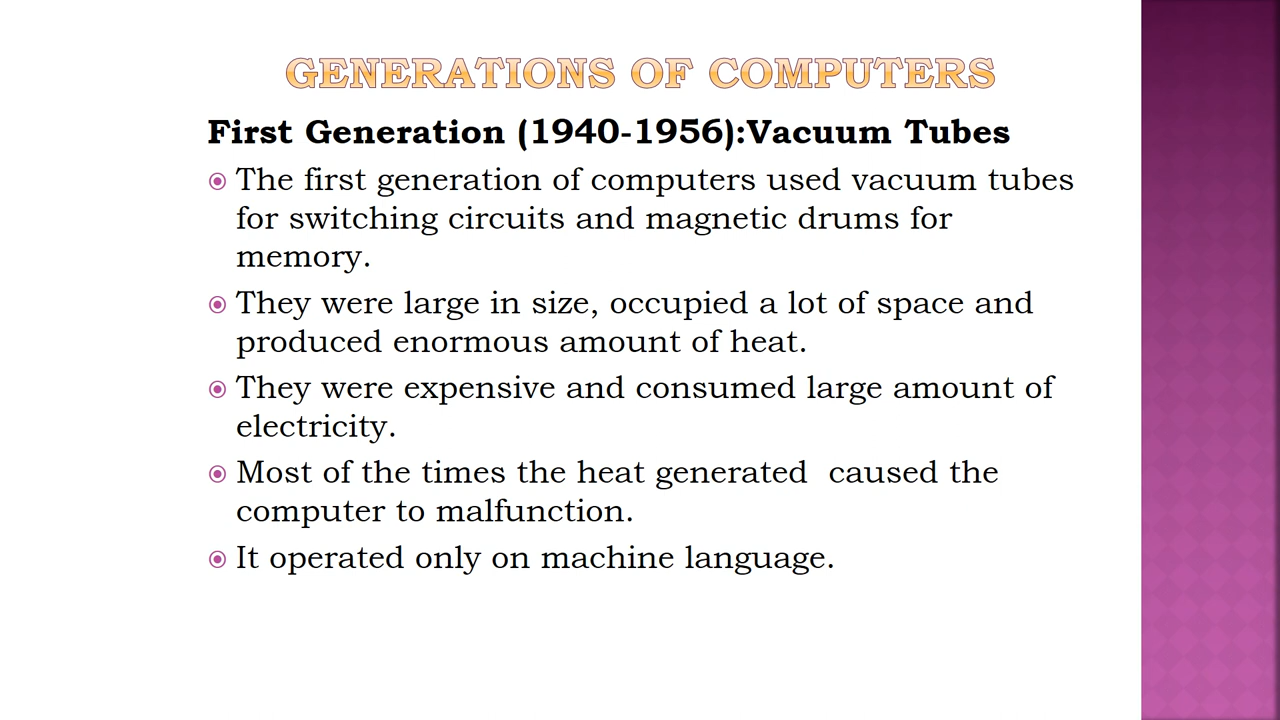 GENERATIONS OF COMPUTERS
First Generation (1940-1956):Vacuum Tubes
The first generation of computers used vacuum tubes
for switching circuits and magnetic drums for
memory.
They were large in size, occupied a lot of space and
produced enormous amount of heat.
They were expensive and consumed large amount of
electricity.
Most of the times the heat generated  caused the
computer to malfunction.
It operated only on machine language.